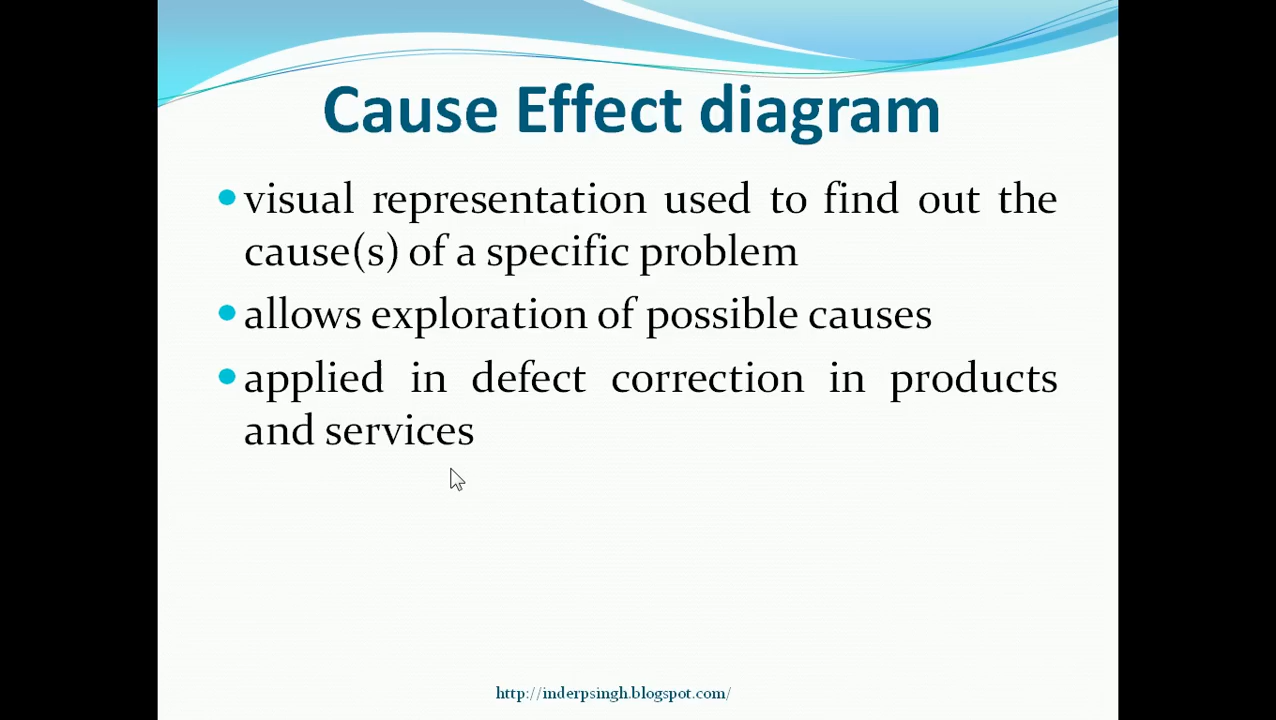 Cause Effect diagram
•visual representation used to find out the
cause(s) of a specific problem
•allows exploration of possible causes
•applied in defect correction in products
and services
http://inderpsingh.blogspot.com/